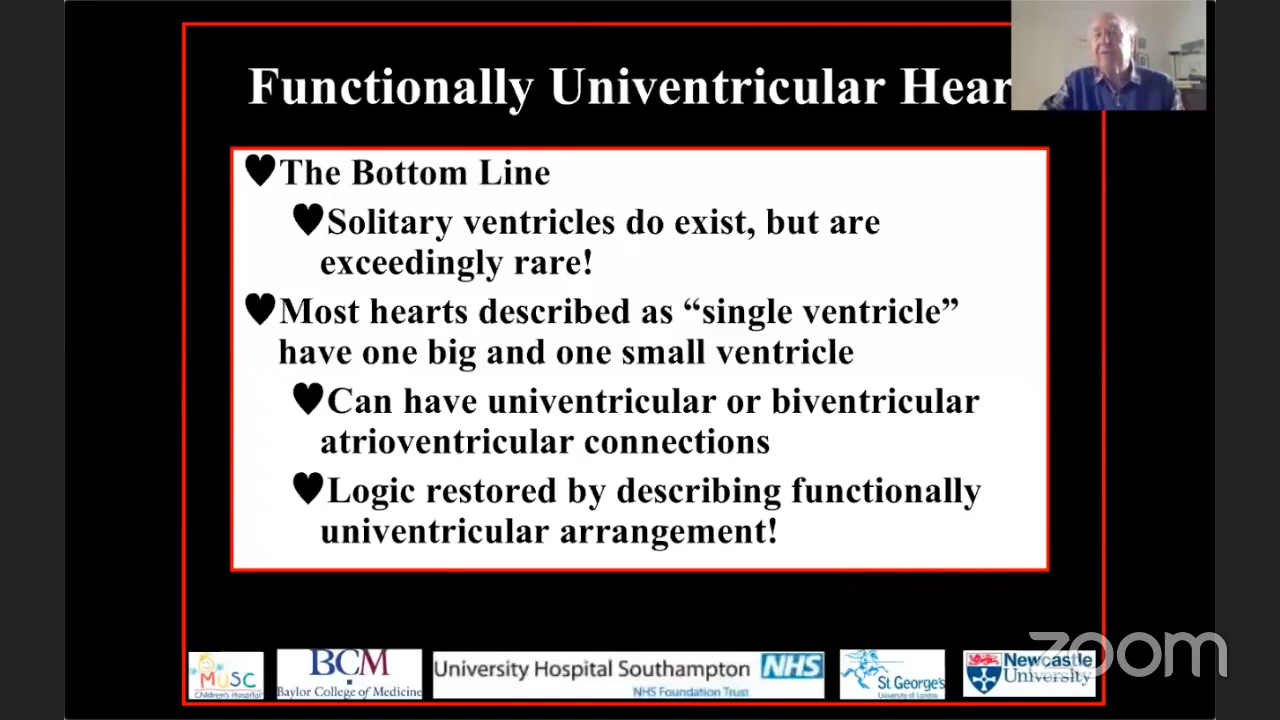 Functionally Univentricular Hear
The Bottom Line
Solitary ventricles do exist, but are
exceedingly rare!
Most hearts described as “single ventricle”
have one big and one small ventricle
Can have univentricular or biventricular
atrioventricular connections
Logic restored by describing functionally
univentricular arrangement!
MUSC
Children's Hospital
BCM
Baylor College of Medicine
University Hospital Southampton NHS
NHS Foundation Trust
St George's
University of London
Newcastle
University
zoom